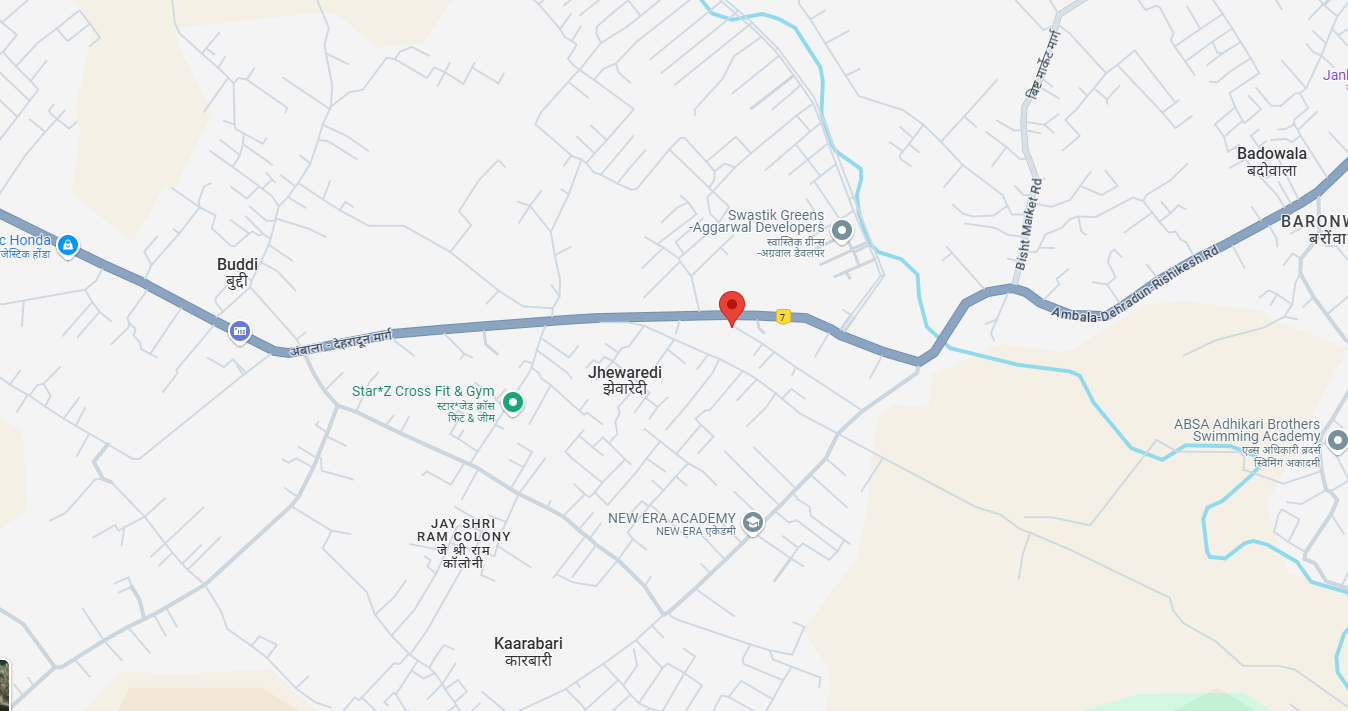 बिष्ट मार्केट मार्ग
Badowala
बदोवाला
Bisht Market Rd
Swastik Greens
-Aggarwal Developers
स्वास्तिक ग्रीन्स
-अग्रवाल डेवलपर
BARONW
बरोंवा
c Honda
जेस्टिक होंडा
Buddi
बुद्दी
Ambala-Dehradun-Rishikesh Rd
7
अंबाला - देहरादून मार्ग
Jhewaredi
झेवारेदी
Star*Z Cross Fit & Gym
स्टार*जेड क्रॉस
फिट & जीम
ABSA Adhikari Brothers
Swimming Academy
एब्स अधिकारी ब्रदर्स
स्विमिंग अकादमी
NEW ERA ACADEMY
NEW ERA एकेडमी
JAY SHRI
RAM COLONY
जे श्री राम
कॉलोनी
Kaarabari
कारबारी